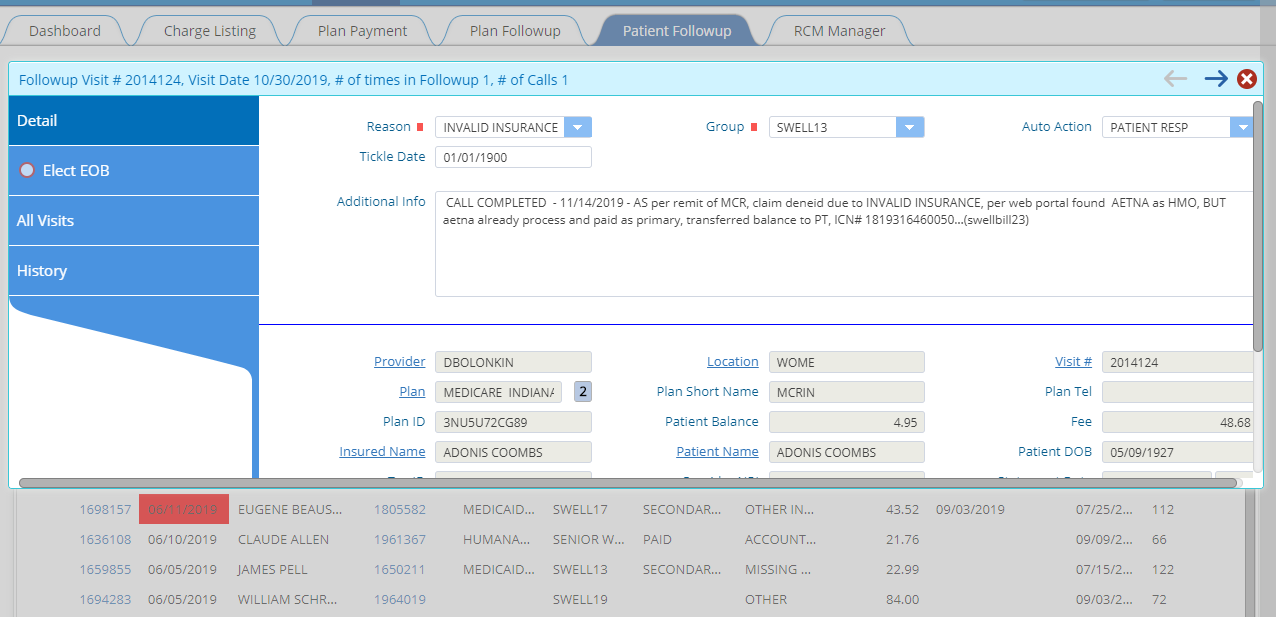 Dashboard Charge Listing Plan Payment Plan Followup Patient Followup RCM Manager
Followup Visit # 2014124, Visit Date 10/30/2019, # of times in Followup 1, # of Calls 1
Detail
Elect EOB
All Visits
History
Reason INVALID INSURANCE Group SWELL13 Auto Action PATIENT RESP
Tickle Date 01/01/1900
Additional Info CALL COMPLETED - 11/14/2019 - AS per remit of MCR, claim deneid due to INVALID INSURANCE, per web portal found AETNA as HMO, BUT
aetna already process and paid as primary, transferred balance to PT, ICN# 1819316460050...(swellbill23)
Provider DBOLONKIN Location WOME Visit # 2014124
Plan MEDICARE INDIANA 2 Plan Short Name MCRIN Plan Tel
Plan ID 3NU5U72CG89 Patient Balance 4.95 Fee 48.68
Insured Name ADONIS COOMBS Patient Name ADONIS COOMBS Patient DOB 05/09/1927
1698157 06/11/2019 EUGENE BEAUS... 1805582 MEDICAID... SWELL17 SECONDAR... OTHER IN... 43.52 09/03/2019 07/25/2... 112
1636108 06/10/2019 CLAUDE ALLEN 1961367 HUMANA... SENIOR W... PAID ACCOUNT... 21.76 09/09/2... 66
1659855 06/05/2019 JAMES PELL 1650211 MEDICAID... SWELL13 SECONDAR... MISSING ... 22.99 07/15/2... 122
1694283 06/05/2019 WILLIAM SCHR... 1964019 SWELL19 OTHER 84.00 09/03/2... 72